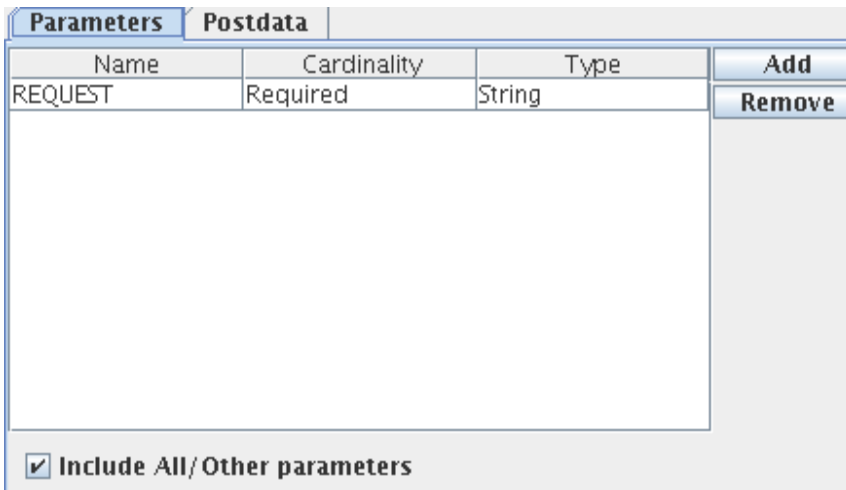 Parameters Postdata
Name Cardinality Type Add
REQUEST Required String Remove
Include All/Other parameters